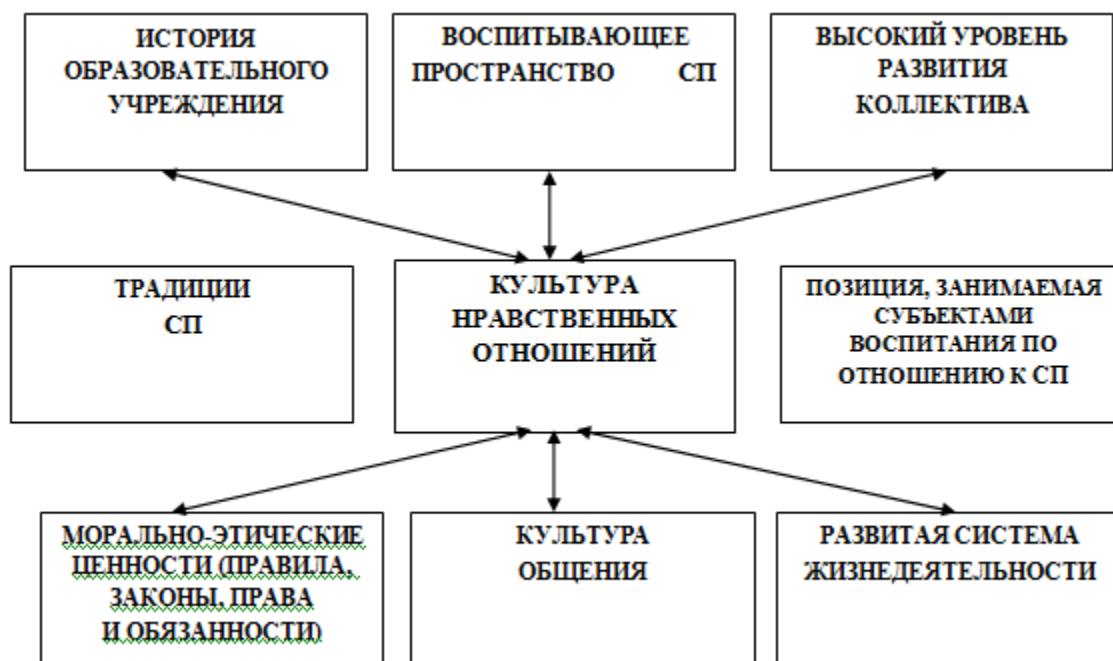 ИСТОРИЯ
ОБРАЗОВАТЕЛЬНОГО
УЧРЕЖДЕНИЯ
ВОСПИТЫВАЮЩЕЕ
ПРОСТРАНСТВО СП
ВЫСОКИЙ УРОВЕНЬ
РАЗВИТИЯ
КОЛЛЕКТИВА
ТРАДИЦИИ
СП
КУЛЬТУРА
НРАВСТВЕННЫХ
ОТНОШЕНИЙ
ПОЗИЦИЯ, ЗАНИМАЕМАЯ
СУБЪЕКТАМИ
ВОСПИТАНИЯ ПО
ОТНОШЕНИЮ К СП
МОРАЛЬНО-ЭТИЧЕСКИЕ
ЦЕННОСТИ (ПРАВИЛА,
ЗАКОНЫ, ПРАВА
И ОБЯЗАННОСТИ)
КУЛЬТУРА
ОБЩЕНИЯ
РАЗВИТАЯ СИСТЕМА
ЖИЗНЕДЕЯТЕЛЬНОСТИ